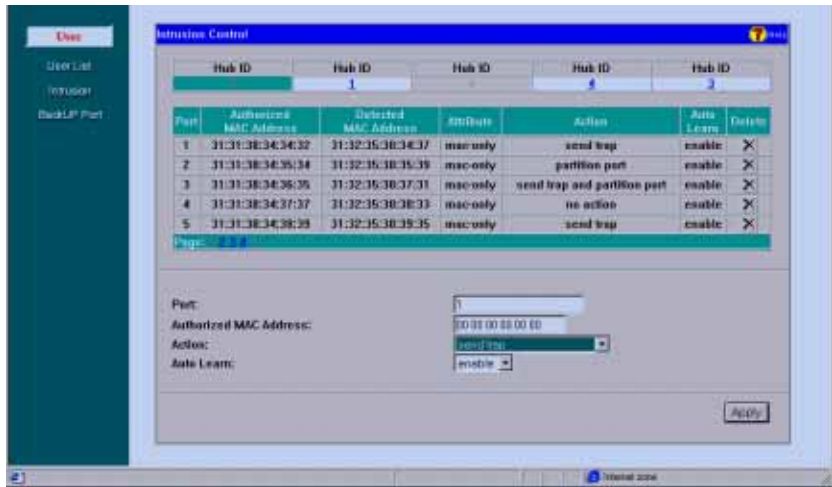 User
User List
Intrusion
BackUP Port
Intrusion Control
Help
Hub ID Hub ID Hub ID Hub ID Hub ID
1 4 3
Port Authorized MAC Address Detected MAC Address Attribute Action Auto Learn Delete
1 31:31:38:34:34:32 31:32:35:38:34:37 mac-only send trap enable X
2 31:31:38:34:35:34 31:32:35:38:35:39 mac-only partition port enable X
3 31:31:38:34:36:35 31:32:35:38:37:31 mac-only send trap and partition port enable X
4 31:31:38:34:37:37 31:32:35:38:38:33 mac-only no action enable X
5 31:31:38:34:38:39 31:32:35:38:39:35 mac-only send trap enable X
Page: 2 3 4
Port: 1
Authorized MAC Address: 00:00:00:00:00:00
Action: send trap
Auto Learn: enable
Apply
Internet zone